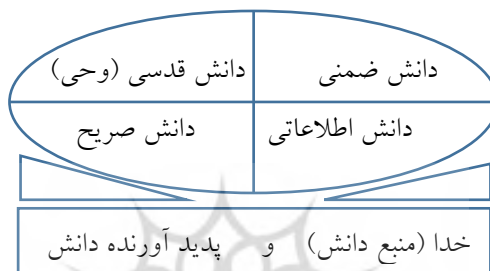 دانش ضمنی دانش قدسی (وحی)
دانش اطلاعاتی دانش صریح
خدا (منبع دانش) و پدید آورنده دانش